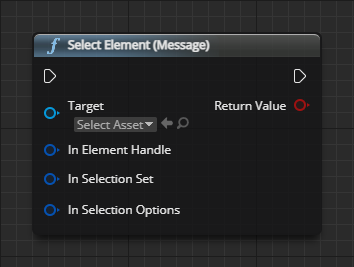 Select Element (Message)
Target
Return Value
Select Asset
In Element Handle
In Selection Set
In Selection Options